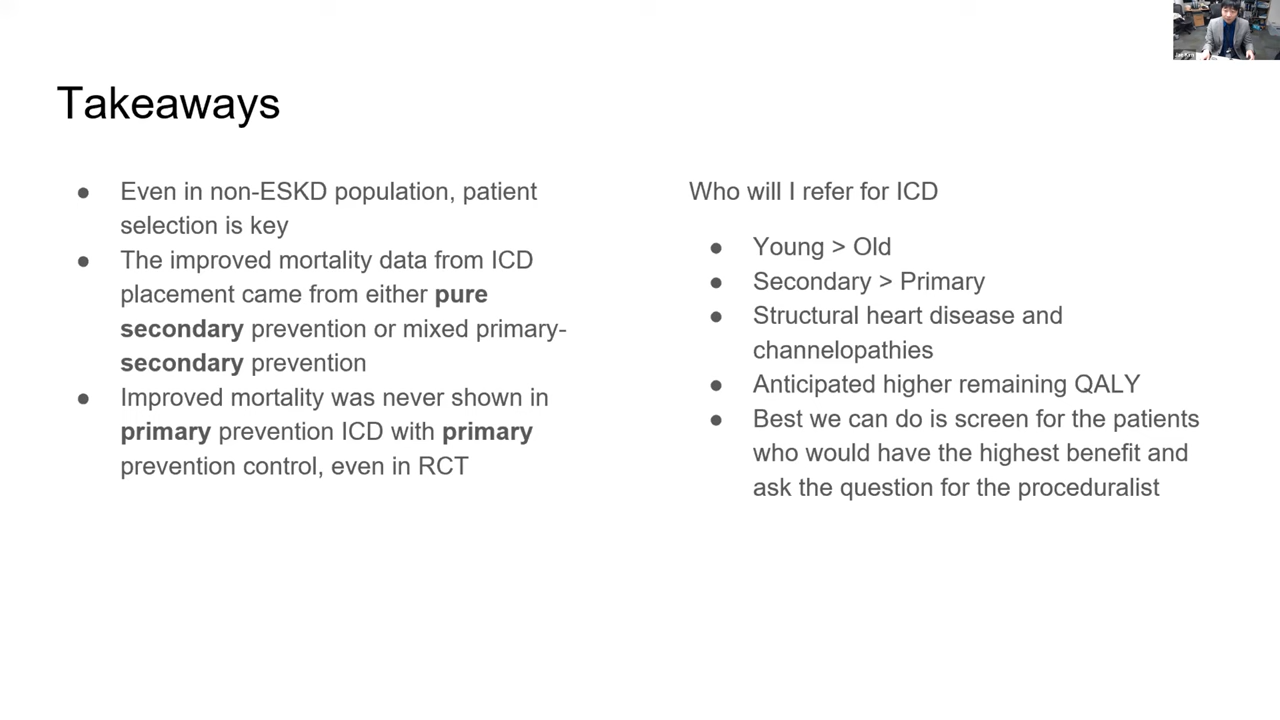 Takeaways
● Even in non-ESKD population, patient
selection is key
● The improved mortality data from ICD
placement came from either pure
secondary prevention or mixed primary-
secondary prevention
● Improved mortality was never shown in
primary prevention ICD with primary
prevention control, even in RCT
Who will I refer for ICD
● Young > Old
● Secondary > Primary
● Structural heart disease and
channelopathies
● Anticipated higher remaining QALY
● Best we can do is screen for the patients
who would have the highest benefit and
ask the question for the proceduralist